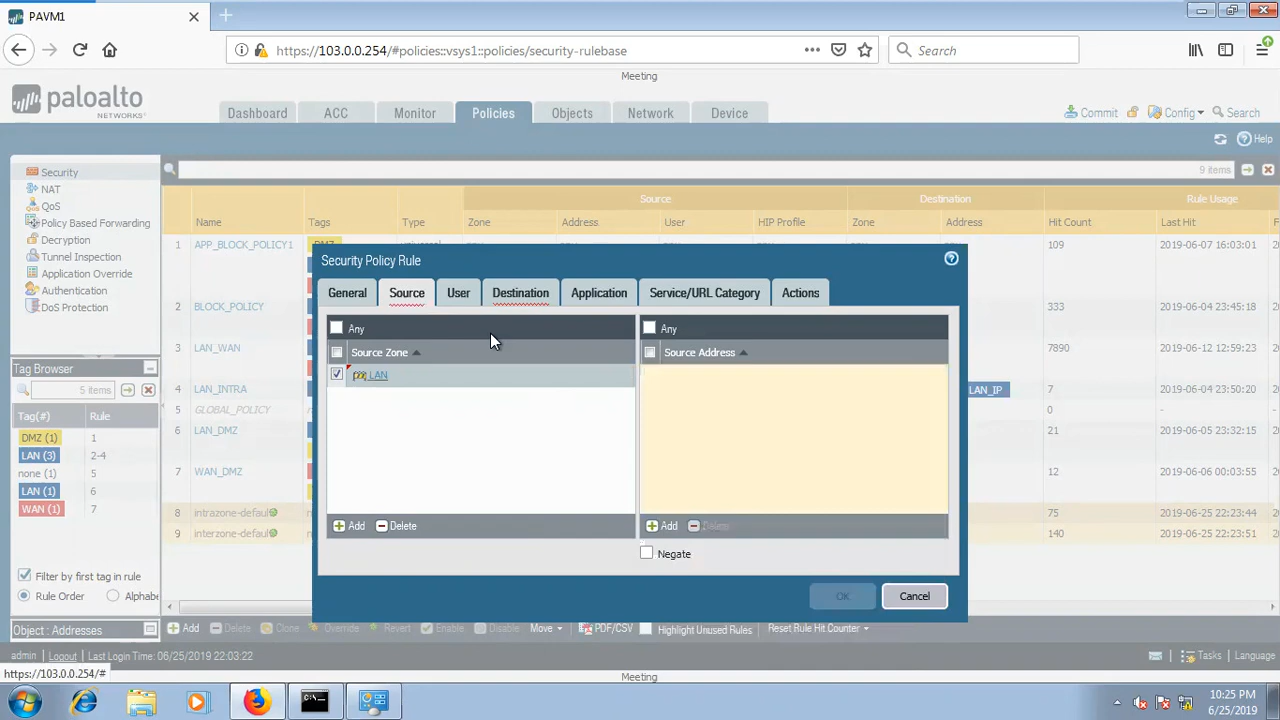 PAVM1
https://103.0.0.254/#policies::vsys1::policies/security-rulebase
Search
Meeting
paloalto
NETWORKS
Dashboard
ACC
Monitor
Policies
Objects
Network
Device
Commit
Config
Search
Help
Security
NAT
QoS
Policy Based Forwarding
Decryption
Tunnel Inspection
Application Override
Authentication
DoS Protection
9 items
Source
Destination
Rule Usage
Name
Tags
Type
Zone
Address
User
HIP Profile
Zone
Address
Hit Count
Last Hit
1 APP_BLOCK_POLICY1
109
2019-06-07 16:03:01
2 BLOCK_POLICY
333
2019-06-04 23:45:18
3 LAN_WAN
7890
2019-06-12 12:59:23
4 LAN_INTRA
LAN_IP
7
2019-06-04 22:49:26
5 GLOBAL_POLICY
0
-
6 LAN_DMZ
21
2019-06-05 23:32:15
7 WAN_DMZ
12
2019-06-06 00:03:55
8 intrazone-defaul
75
2019-06-25 22:23:44
9 interzone-defaul
140
2019-06-25 22:23:51
Tag Browser
5 items
Tag(#)
Rule
DMZ (1) 1
LAN (3) 2-4
none (1) 5
LAN (1) 6
WAN (1) 7
Filter by first tag in rule
Rule Order
Alphabe
Object : Addresses
Security Policy Rule
General
Source
User
Destination
Application
Service/URL Category
Actions
Any
Source Zone
LAN
Add
Delete
Any
Source Address
Add
Delete
Negate
OK
Cancel
Add
Delete
Clone
Override
Revert
Enable
Disable
Move
PDF/CSV
Highlight Unused Rules
Reset Rule Hit Counter
admin
Logout
Last Login Time: 06/25/2019 22:03:22
Tasks
Language
https://103.0.0.254/#
Meeting
10:25 PM
6/25/2019